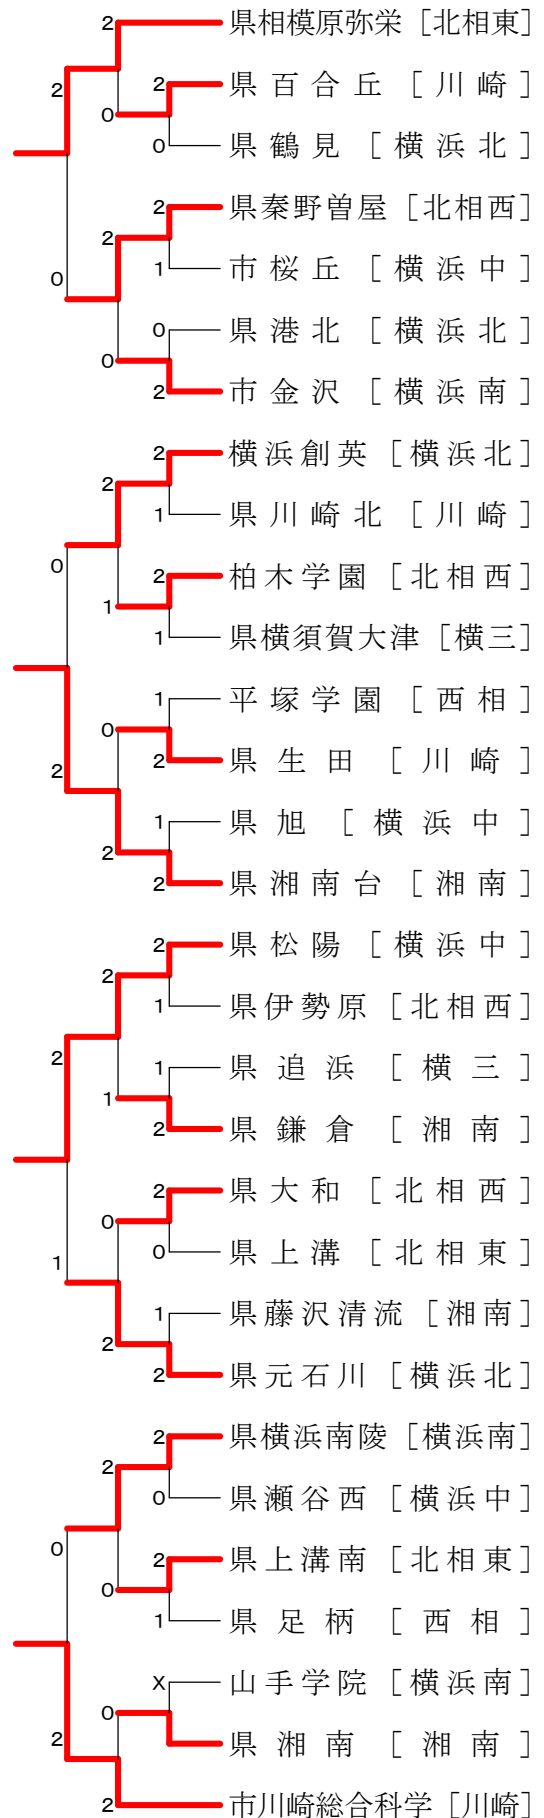 2 県相模原弥栄 [北相東]
2
2 県百合丘 [川崎]
0
0 県鶴見 [横浜北]
2 県秦野曽屋 [北相西]
2
0
1 市桜丘 [横浜中]
0 県港北 [横浜北]
0
2 市金沢 [横浜南]
2 横浜創英 [横浜北]
2
1 県川崎北 [川崎]
0
2 柏木学園 [北相西]
1
1 県横須賀大津 [横三]
1 平塚学園 [西相]
0
2 県生田 [川崎]
2
1 県旭 [横浜中]
2
2 県湘南台 [湘南]
2 県松陽 [横浜中]
2
1 県伊勢原 [北相西]
2
1 県追浜 [横三]
1
2 県鎌倉 [湘南]
2 県大和 [北相西]
0
0 県上溝 [北相東]
1
1 県藤沢清流 [湘南]
2
2 県元石川 [横浜北]
2 県横浜南陵 [横浜南]
2
0 県瀬谷西 [横浜中]
0
2 県上溝南 [北相東]
0
1 県足柄 [西相]
x 山手学院 [横浜南]
0
県湘南 [湘南]
2
2 市川崎総合科学 [川崎]